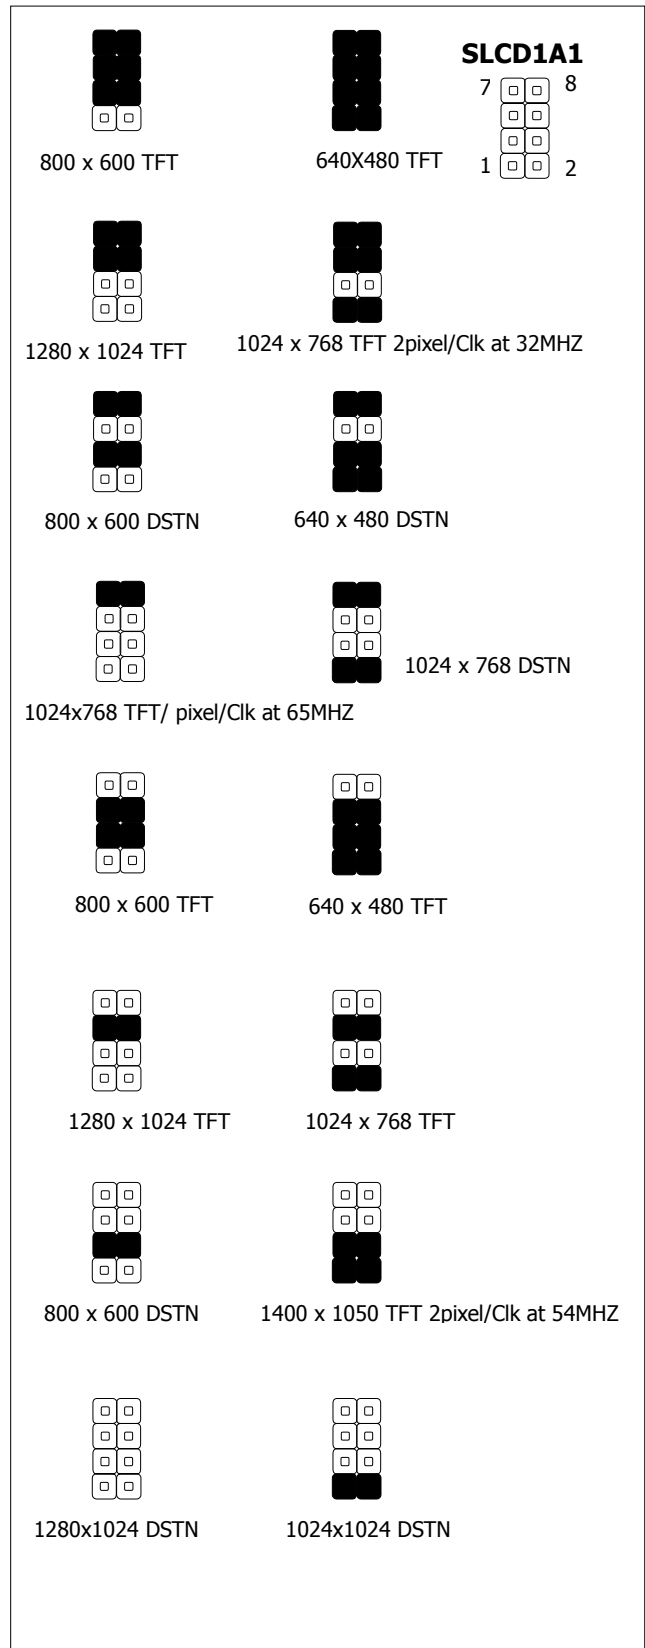 SLCD1A1
7 8
1 2
800 x 600 TFT
640X480 TFT
1280 x 1024 TFT
1024 x 768 TFT 2pixel/Clk at 32MHZ
800 x 600 DSTN
640 x 480 DSTN
1024x768 TFT/ pixel/Clk at 65MHZ
1024 x 768 DSTN
800 x 600 TFT
640 x 480 TFT
1280 x 1024 TFT
1024 x 768 TFT
800 x 600 DSTN
1400 x 1050 TFT 2pixel/Clk at 54MHZ
1280x1024 DSTN
1024x1024 DSTN